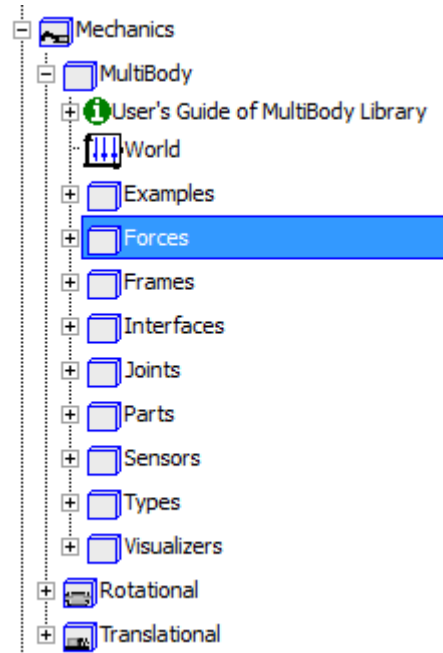 Mechanics
MultiBody
User's Guide of MultiBody Library
World
Examples
Forces
Frames
Interfaces
Joints
Parts
Sensors
Types
Visualizers
Rotational
Translational